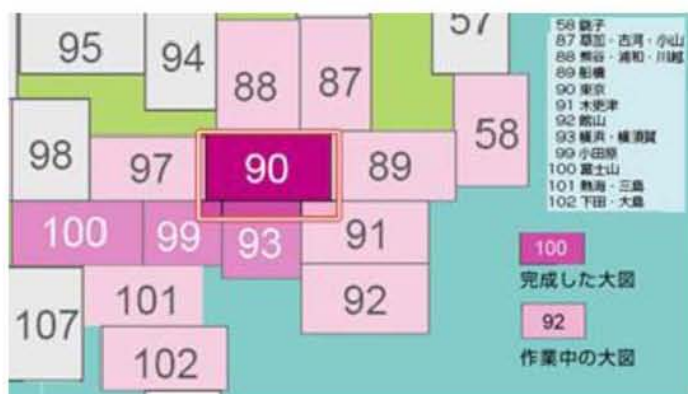 95
94
88
87
57
98
97
90
89
58
100
99
93
91
92
101
107
102
58 銚子
87 草加・古河・小山
88 熊谷・浦和・川越
89 船橋
90 東京
91 木更津
92 館山
93 横浜・横須賀
99 小田原
100 富士山
101 熱海・三島
102 下田・大島
100
完成した大図
92
作業中の大図